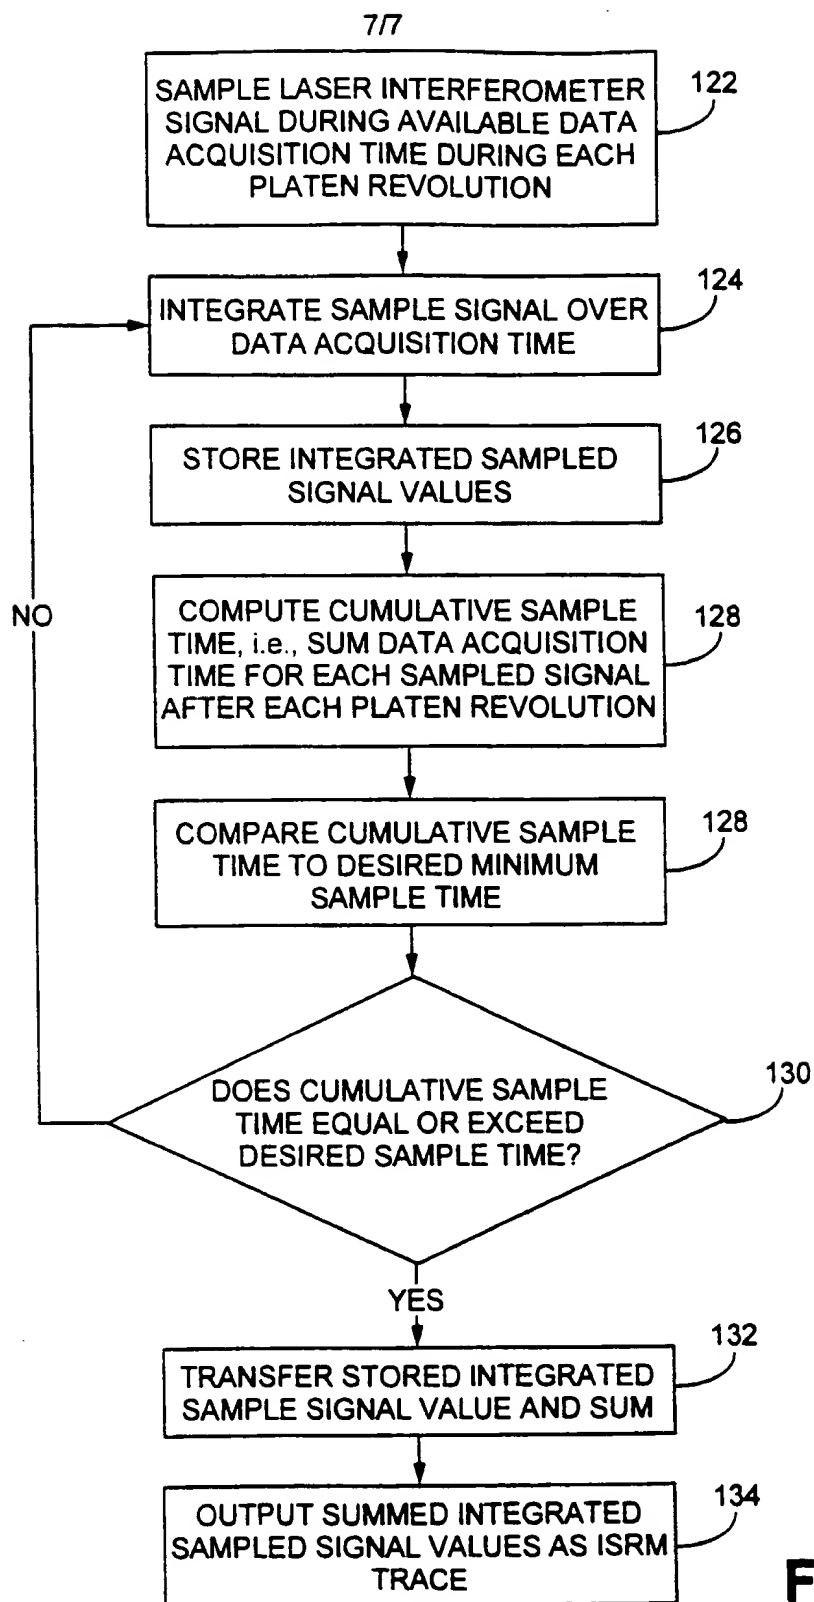 7/7
SAMPLE LASER INTERFEROMETER
SIGNAL DURING AVAILABLE DATA
ACQUISITION TIME DURING EACH
PLATEN REVOLUTION
122
INTEGRATE SAMPLE SIGNAL OVER
DATA ACQUISITION TIME
124
STORE INTEGRATED SAMPLED
SIGNAL VALUES
126
NO
COMPUTE CUMULATIVE SAMPLE
TIME, i.e., SUM DATA ACQUISITION
TIME FOR EACH SAMPLED SIGNAL
AFTER EACH PLATEN REVOLUTION
128
COMPARE CUMULATIVE SAMPLE
TIME TO DESIRED MINIMUM
SAMPLE TIME
128
DOES CUMULATIVE SAMPLE
TIME EQUAL OR EXCEED
DESIRED SAMPLE TIME?
130
YES
TRANSFER STORED INTEGRATED
SAMPLE SIGNAL VALUE AND SUM
132
OUTPUT SUMMED INTEGRATED
SAMPLED SIGNAL VALUES AS ISRM
TRACE
134
F